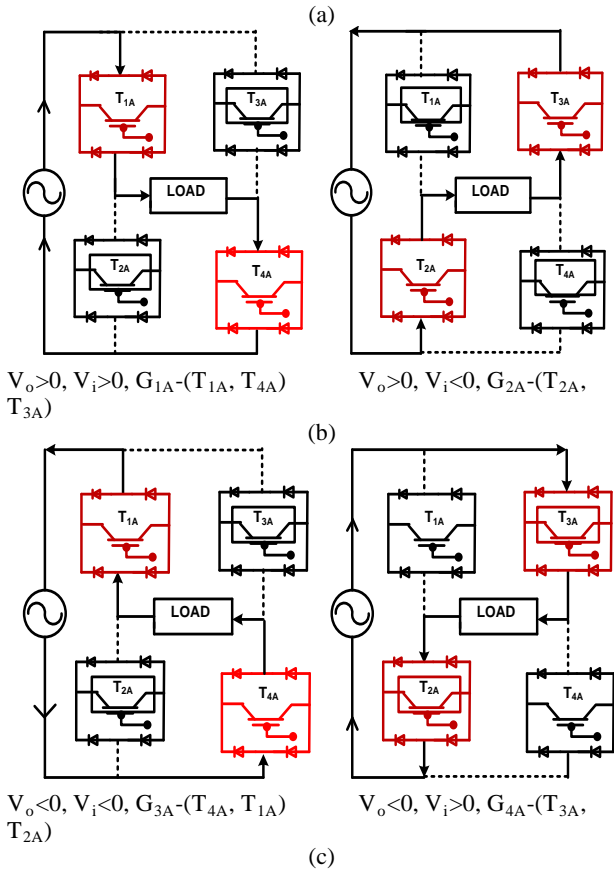 (a)
T1A
T3A
LOAD
T2A
T4A
T1A
T3A
LOAD
T2A
T4A
Vo>0, Vi>0, G1A-(T1A, T4A) Vo>0, Vi<0, G2A-(T2A,
T3A)
(b)
T1A
T3A
LOAD
T2A
T4A
T1A
T3A
LOAD
T2A
T4A
Vo<0, Vi<0, G3A-(T4A, T1A) Vo<0, Vi>0, G4A-(T3A,
T2A)
(c)